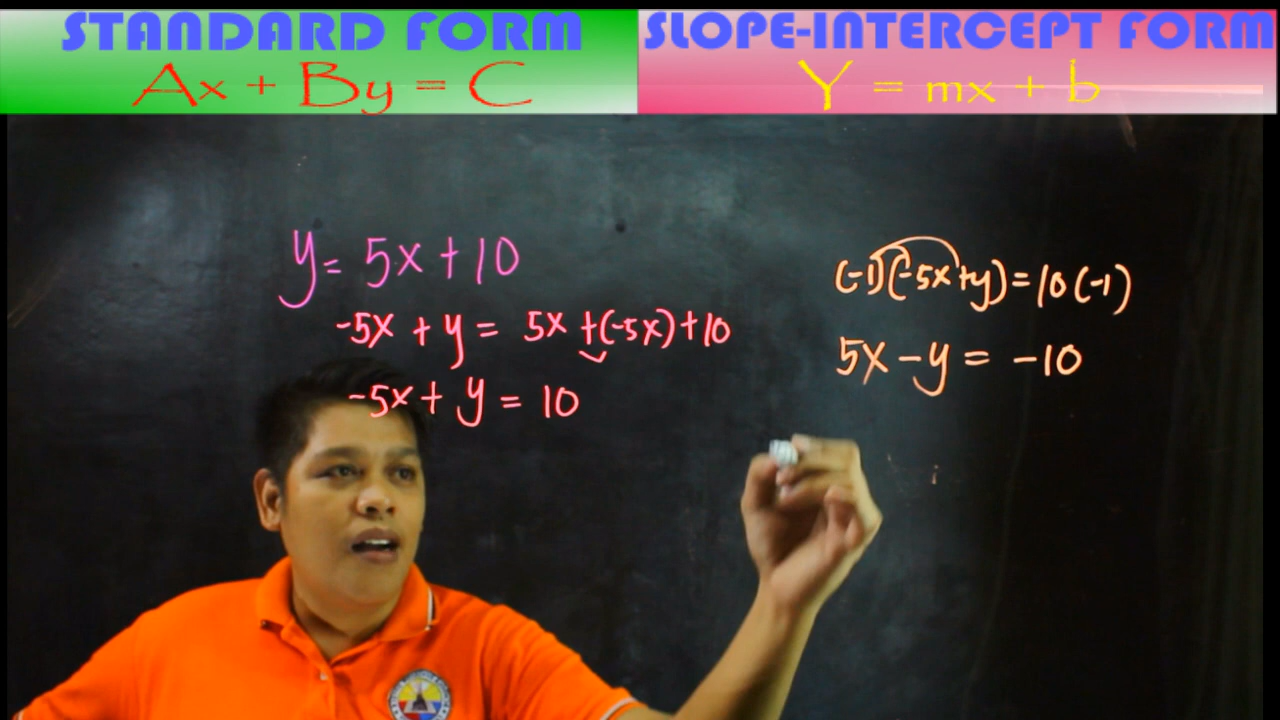 STANDARD FORM
Ax + By = C
SLOPE-INTERCEPT FORM
Y = mx + b
y = 5x + 10
-5x + y = 5x + (-5x) + 10
-5x + y = 10
(-1)(-5x+y) = 10(-1)
5x - y = -10